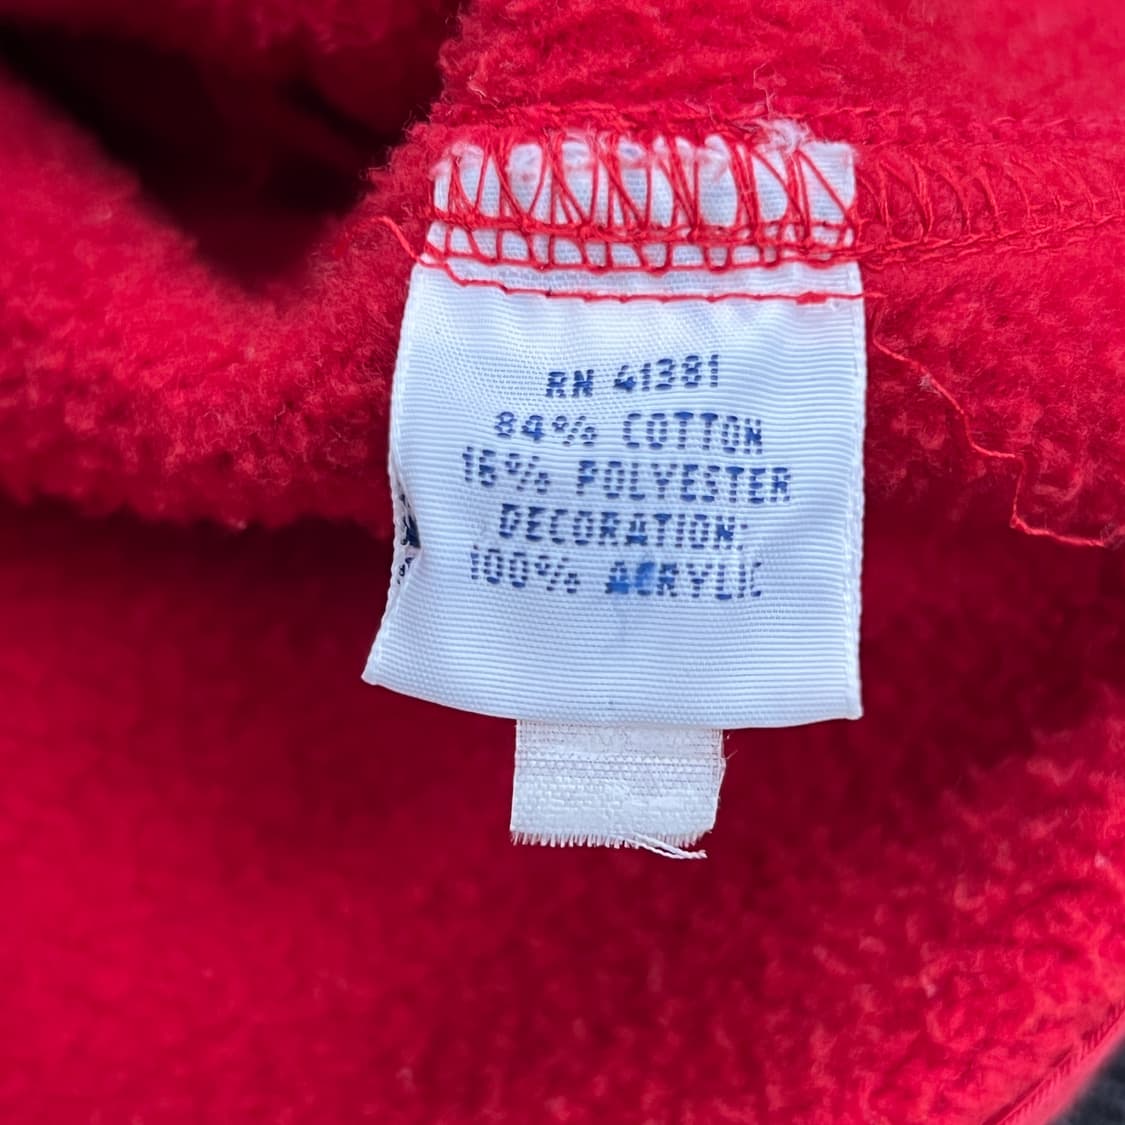 RN 41381
84% COTTON
16% POLYESTER
DECORATION:
100% ACRYLIC